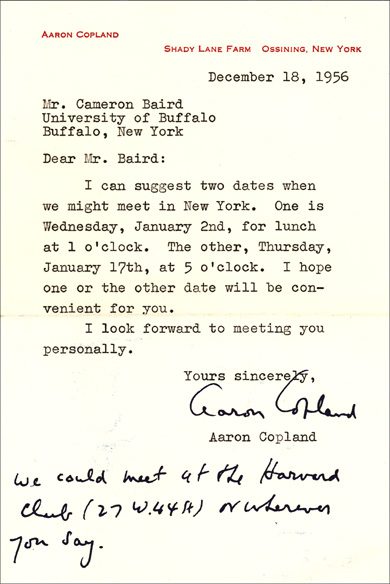 AARON COPLAND
SHADY LANE FARM OSSINING, NEW YORK
December 18, 1956
Mr. Cameron Baird
University of Buffalo
Buffalo, New York
Dear Mr. Baird:
I can suggest two dates when
we might meet in New York. One is
Wednesday, January 2nd, for lunch
at 1 o'clock. The other, Thursday,
January 17th, at 5 o'clock. I hope
one or the other date will be con-
venient for you.
I look forward to meeting you
personally.
Yours sincerely,
Aaron Copland
Aaron Copland
We could meet at the Harvard
Club (27 W. 44 St) or wherever
you say.